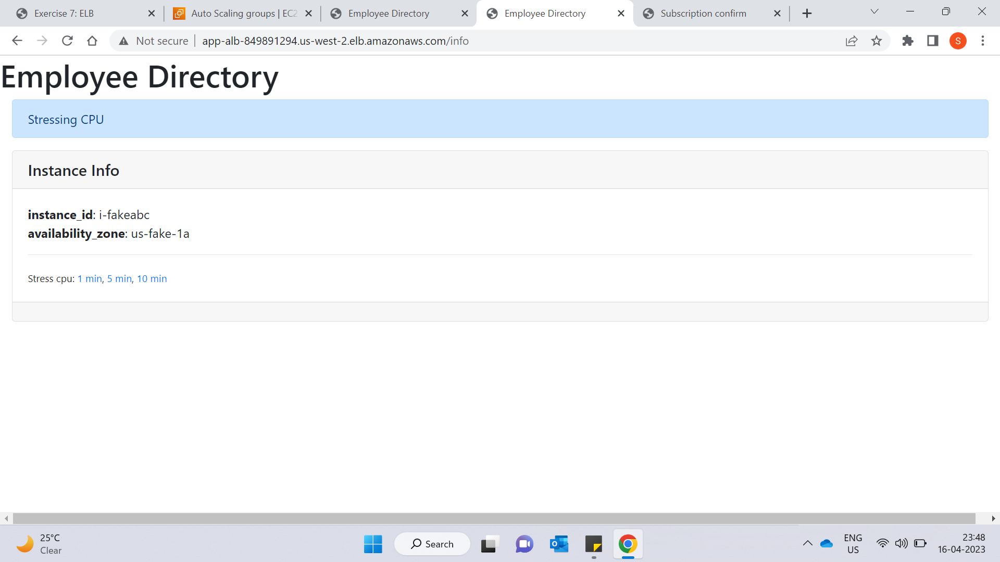 Exercise 7: ELB
Auto Scaling groups | EC2
Employee Directory
Employee Directory
Subscription confirm
Not secure
app-alb-849891294.us-west-2.elb.amazonaws.com/info
S
Employee Directory
Stressing CPU
Instance Info
instance_id: i-fakeabc
availability_zone: us-fake-1a
Stress cpu: 1 min, 5 min, 10 min
25°C
Clear
Search
ENG
US
23:48
16-04-2023